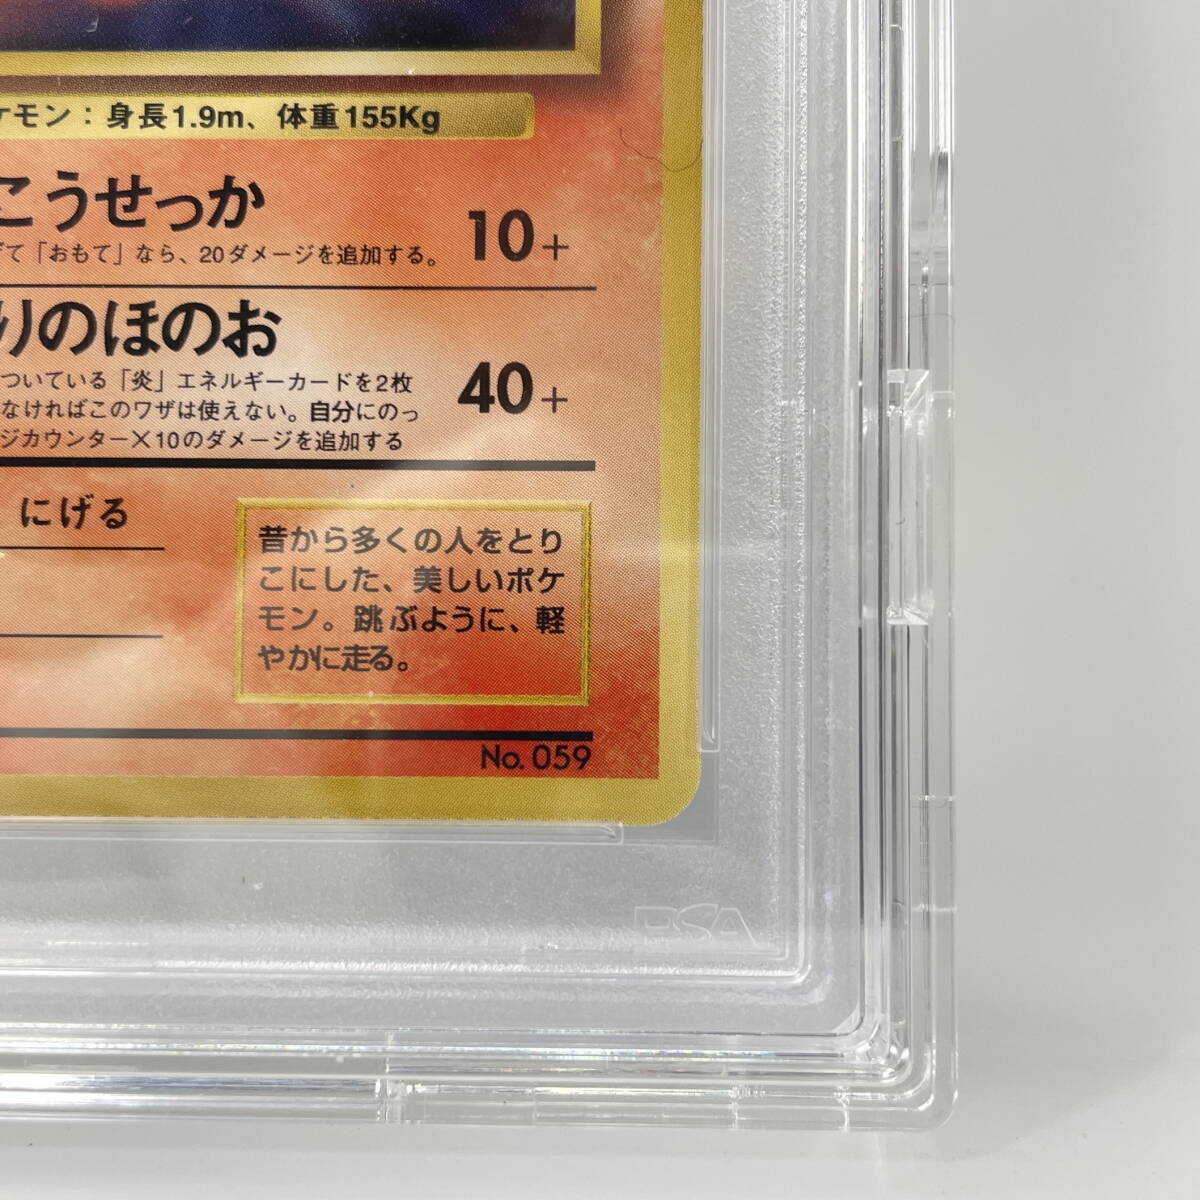 ケモン：身長1.9m、体重155Kg
こうせっか
10+
げて「おもて」なら、20ダメージを追加する。
りのほのお
40+
ついている「炎」エネルギーカードを2枚
なければこのワザは使えない。自分にのっ
ジカウンター×10のダメージを追加する
にげる
昔から多くの人をとり
こにした、美しいポケ
モン。跳ぶように、軽
やかに走る。
No. 059
PSA